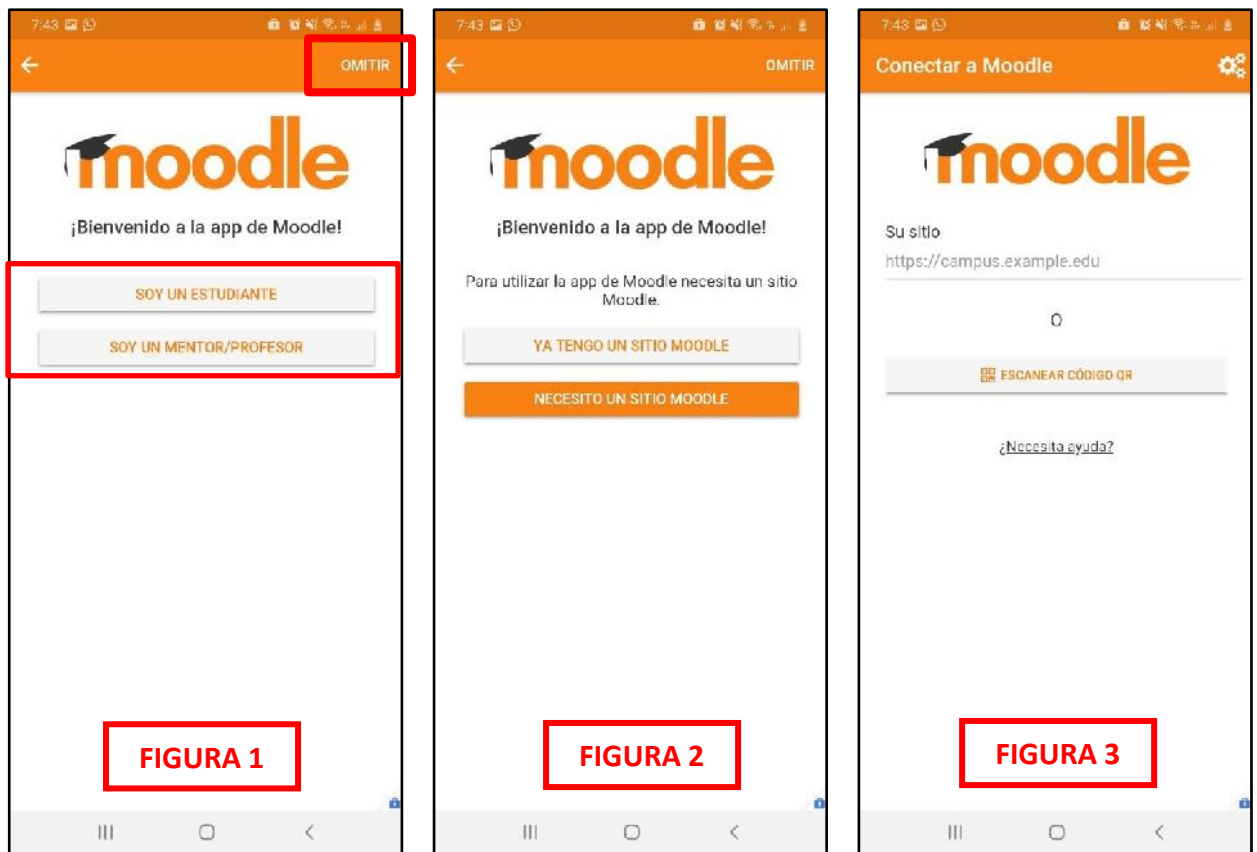 7:43
OMITIR
moodle
¡Bienvenido a la app de Moodle!
SOY UN ESTUDIANTE
SOY UN MENTOR/PROFESOR
FIGURA 1
7:43
OMITIR
moodle
¡Bienvenido a la app de Moodle!
Para utilizar la app de Moodle necesita un sitio
Moodle.
YA TENGO UN SITIO MOODLE
NECESITO UN SITIO MOODLE
FIGURA 2
7:43
Conectar a Moodle
moodle
Su sitio
https://campus.example.edu
O
ESCANEAR CÓDIGO QR
¿Necesita ayuda?
FIGURA 3